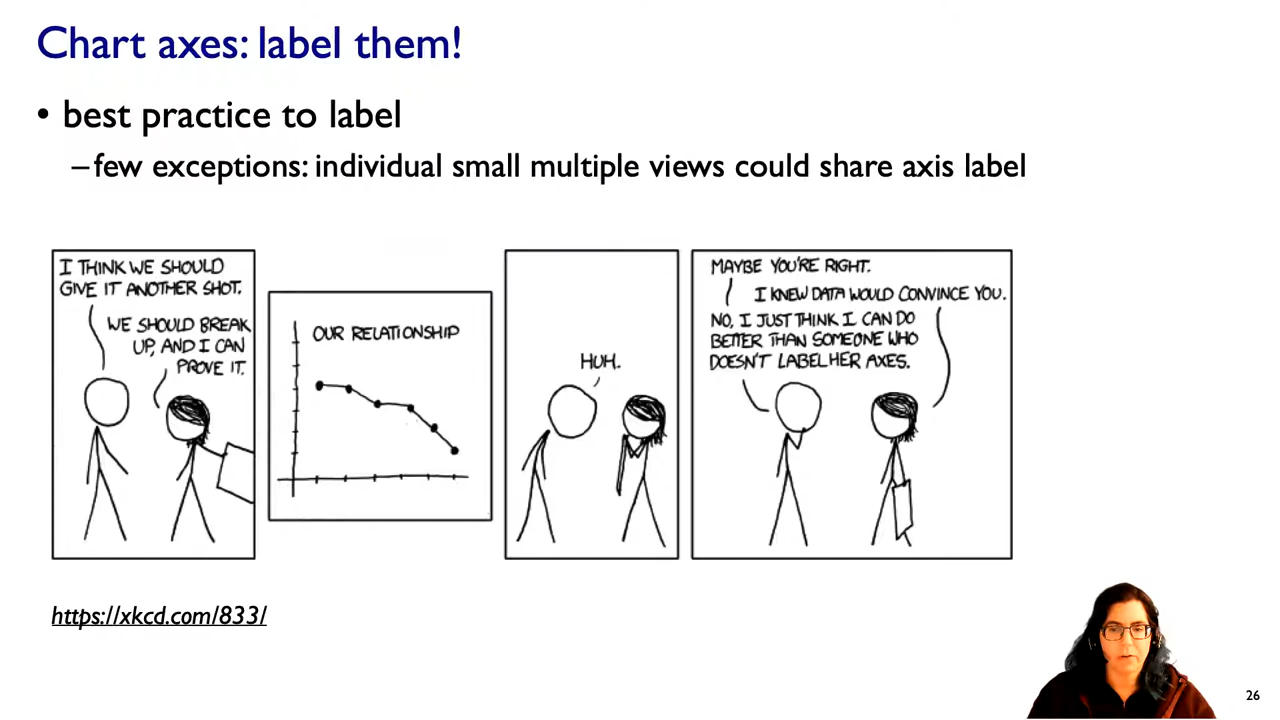 Chart axes: label them!
• best practice to label
–few exceptions: individual small multiple views could share axis label
I THINK WE SHOULD
GIVE IT ANOTHER SHOT.
WE SHOULD BREAK
UP, AND I CAN
PROVE IT.
OUR RELATIONSHIP
HUH.
MAYBE YOU'RE RIGHT.
I KNEW DATA WOULD CONVINCE YOU.
NO, I JUST THINK I CAN DO
BETTER THAN SOMEONE WHO
DOESN'T LABEL HER AXES.
https://xkcd.com/833/
26